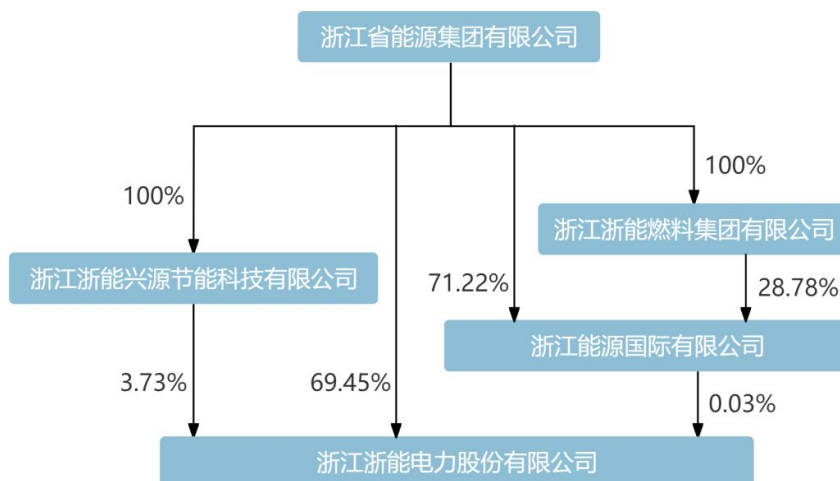 浙江省能源集团有限公司
100%
100%
浙江浙能燃料集团有限公司
浙江浙能兴源节能科技有限公司
71.22%
28.78%
浙江能源国际有限公司
3.73%
69.45%
0.03%
浙江浙能电力股份有限公司